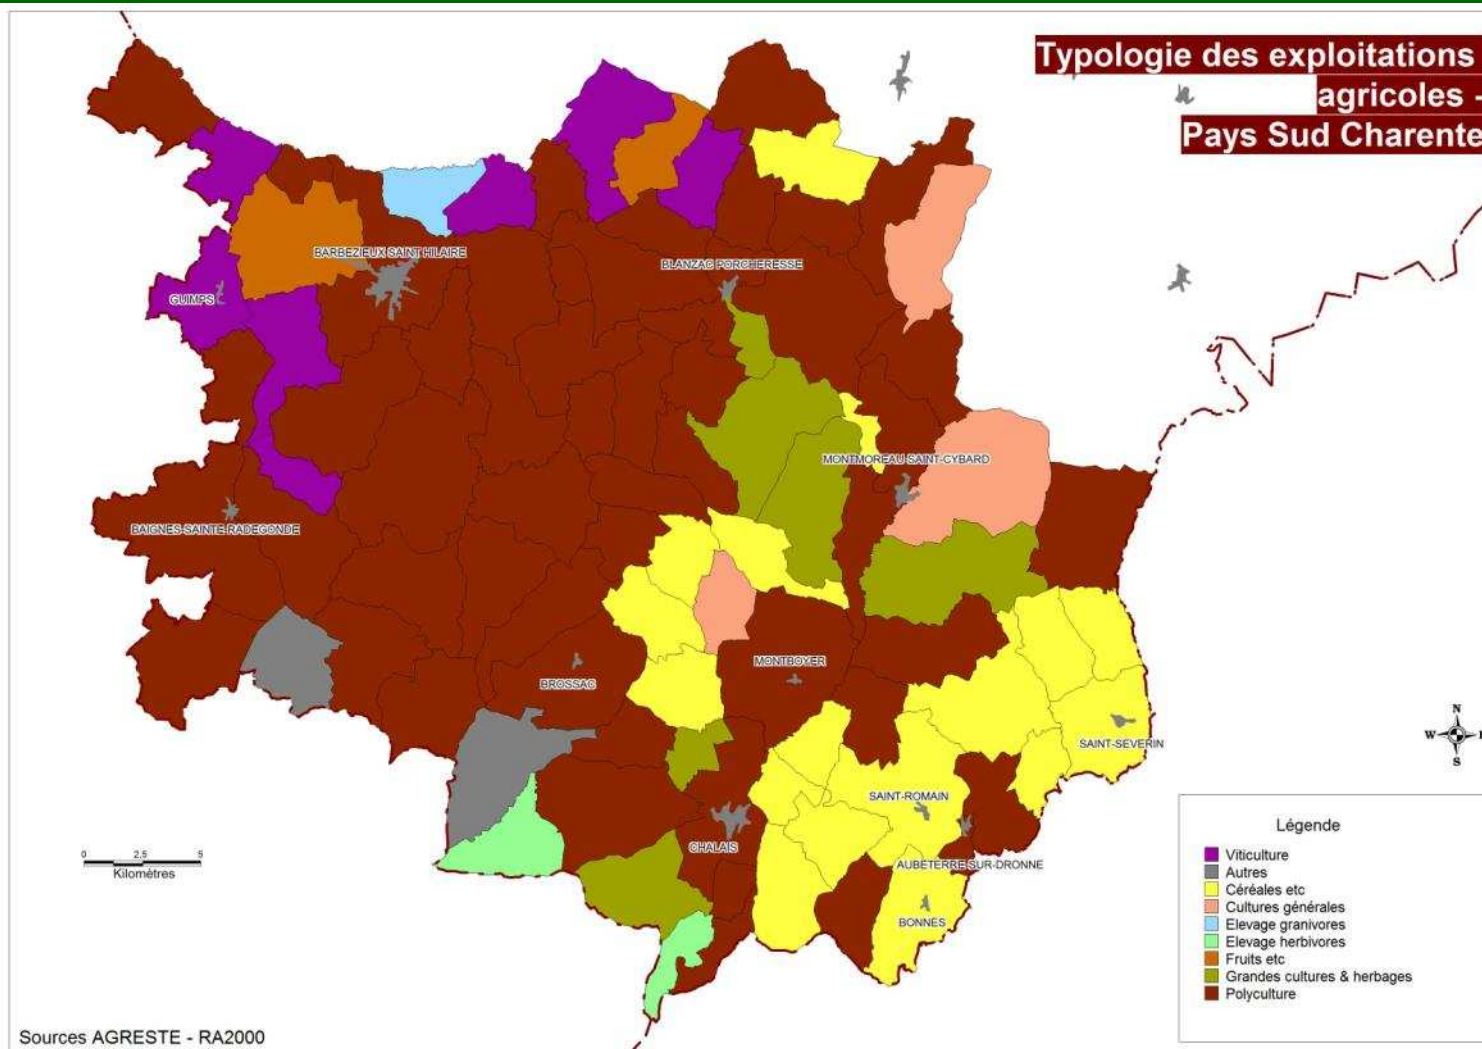 Typologie des exploitations
agricoles -
Pays Sud Charente
BARBEZIEUX SAINT HILAIRE
BLANZAC PORCHERESSE
GUIMPS
MONTMOREAU-SAINT-CYBARD
BAIGNES-SAINTE-RADEGONDE
MONTBOYER
BROSSAC
SAINT-SEVERIN
SAINT-ROMAIN
CHALAIS
AUBETERRE SUR-DRONNE
BONNES
N
W
S
0 2,5 5
Kilomètres
Légende
Viticulture
Autres
Céréales etc
Cultures générales
Elevage granivores
Elevage herbivores
Fruits etc
Grandes cultures & herbages
Polyculture
Sources AGRESTE - RA2000